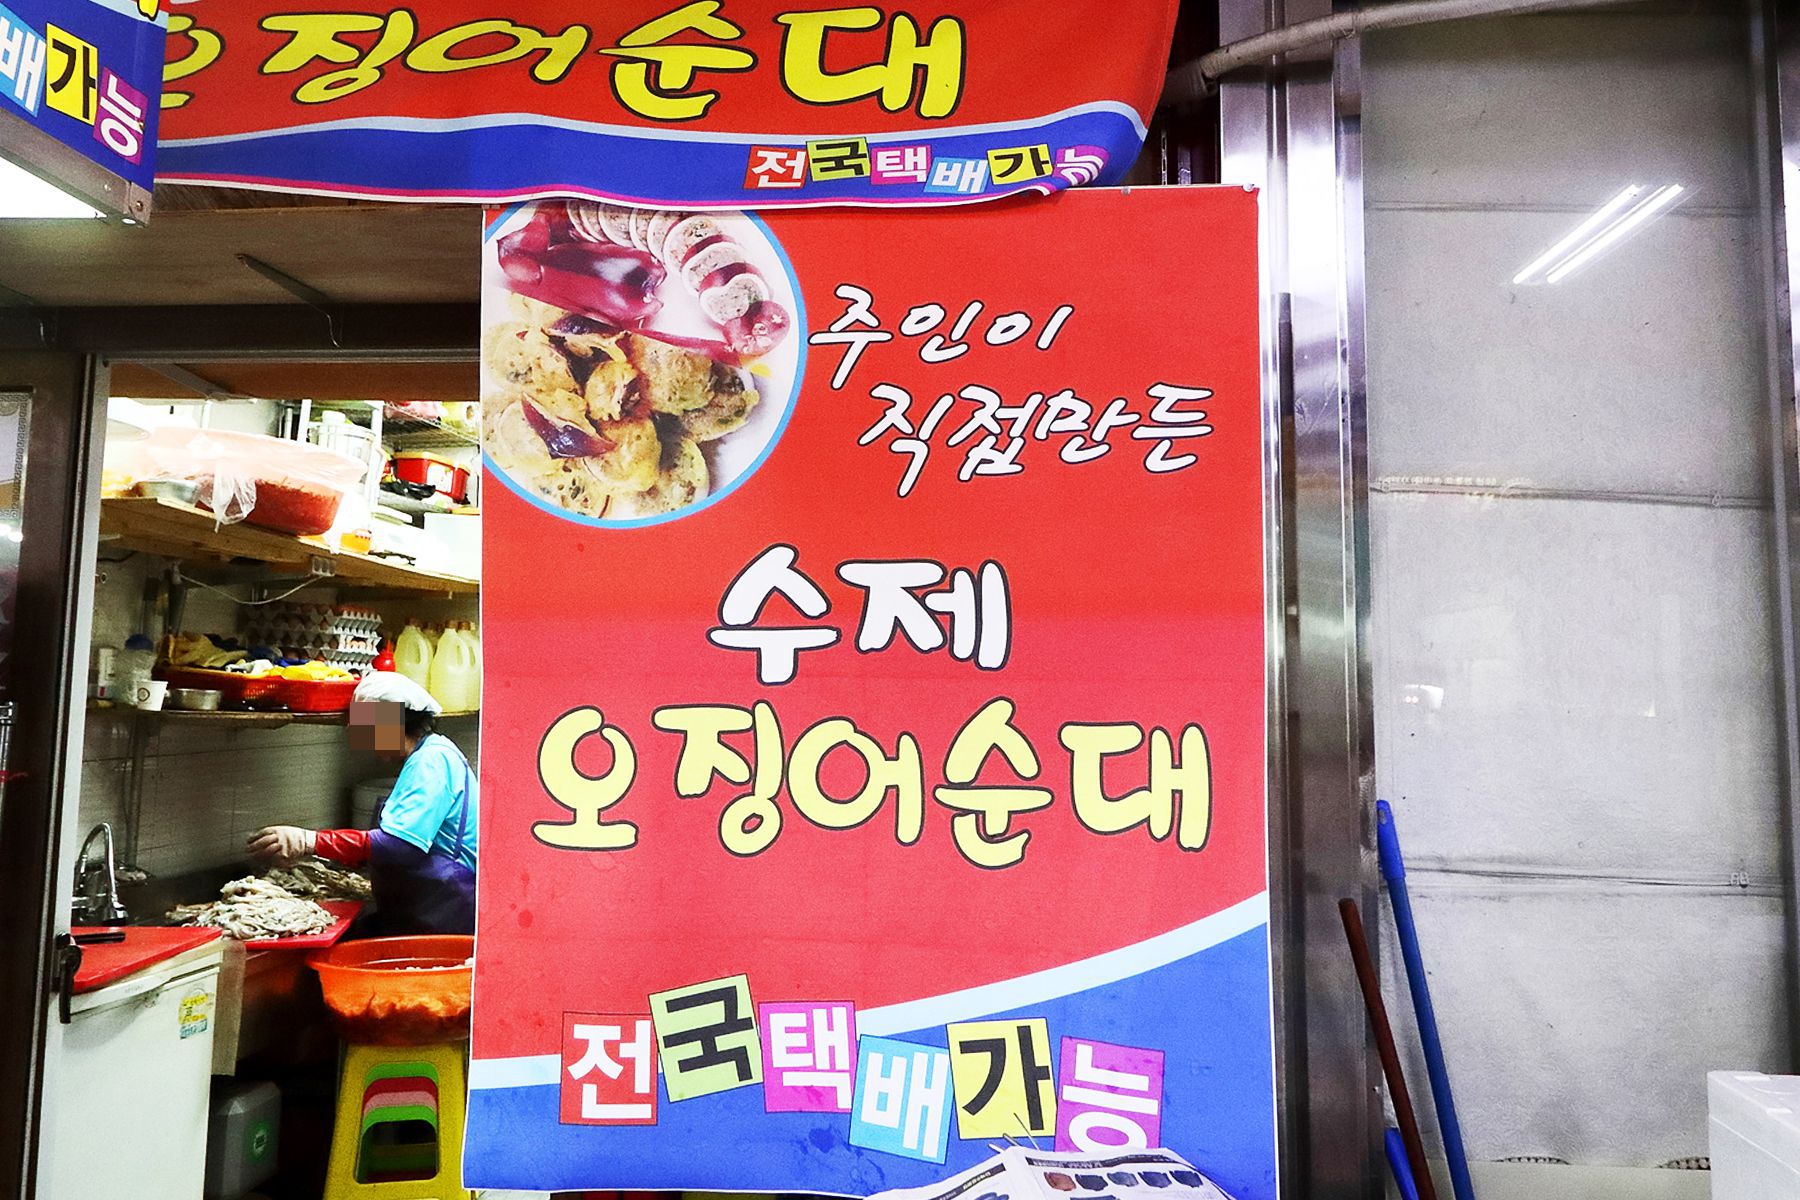 배가능
오징어순대
전국택배가능
주인이
직접만든
수제
오징어순대
전국택배가능